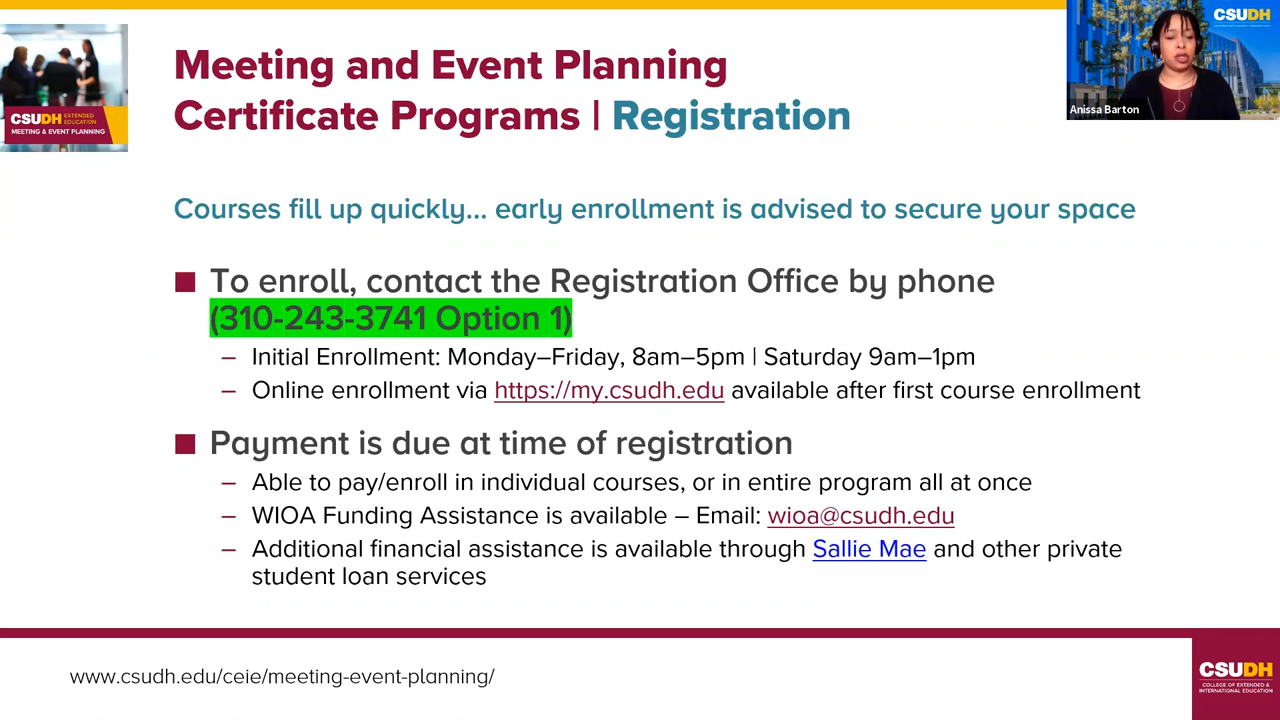 Meeting and Event Planning
Certificate Programs | Registration
CSUDH
Anissa Barton
CSUDH EXTENDED EDUCATION
MEETING & EVENT PLANNING
Courses fill up quickly... early enrollment is advised to secure your space
To enroll, contact the Registration Office by phone
(310-243-3741 Option 1)
– Initial Enrollment: Monday–Friday, 8am–5pm | Saturday 9am–1pm
– Online enrollment via https://my.csudh.edu available after first course enrollment
Payment is due at time of registration
– Able to pay/enroll in individual courses, or in entire program all at once
– WIOA Funding Assistance is available – Email: wioa@csudh.edu
– Additional financial assistance is available through Sallie Mae and other private
student loan services
www.csudh.edu/ceie/meeting-event-planning/
CSUDH
COLLEGE OF EXTENDED &
INTERNATIONAL EDUCATION